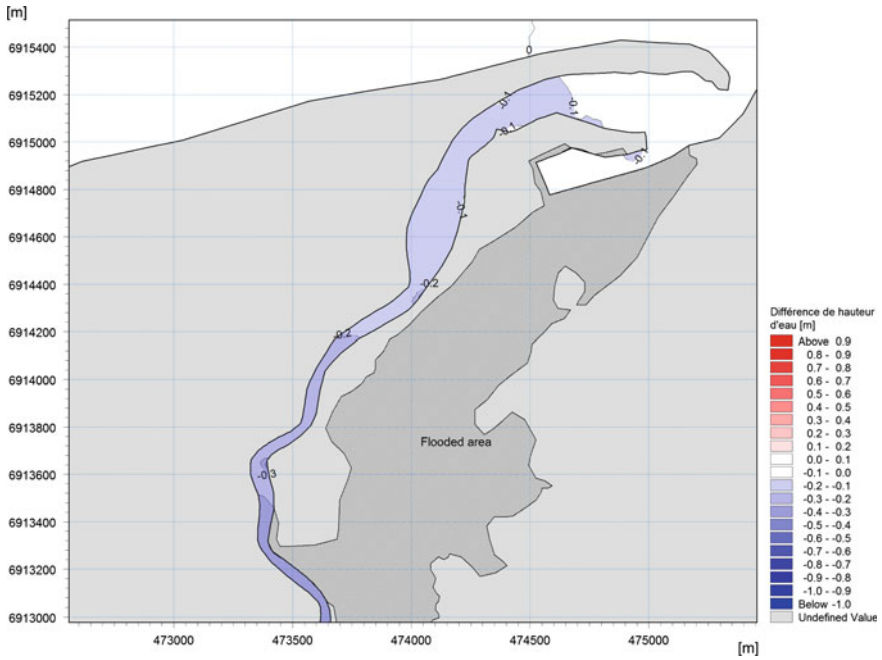 [m]
6915400
6915200
6915000
6914800
6914600
6914400
6914200
6914000
6913800
6913600
6913400
6913200
6913000
0
-0.1
-0.1
-0.1
-0.1
-0.1
-0.2
-0.2
-0.3
Flooded area
473000
473500
474000
474500
475000
[m]
Différence de hauteur
d'eau [m]
Above 0.9
0.8 - 0.9
0.7 - 0.8
0.6 - 0.7
0.5 - 0.6
0.4 - 0.5
0.3 - 0.4
0.2 - 0.3
0.1 - 0.2
0.0 - 0.1
-0.1 - 0.0
-0.2 - -0.1
-0.3 - -0.2
-0.4 - -0.3
-0.5 - -0.4
-0.6 - -0.5
-0.7 - -0.6
-0.8 - -0.7
-0.9 - -0.8
-1.0 - -0.9
Below -1.0
Undefined Value